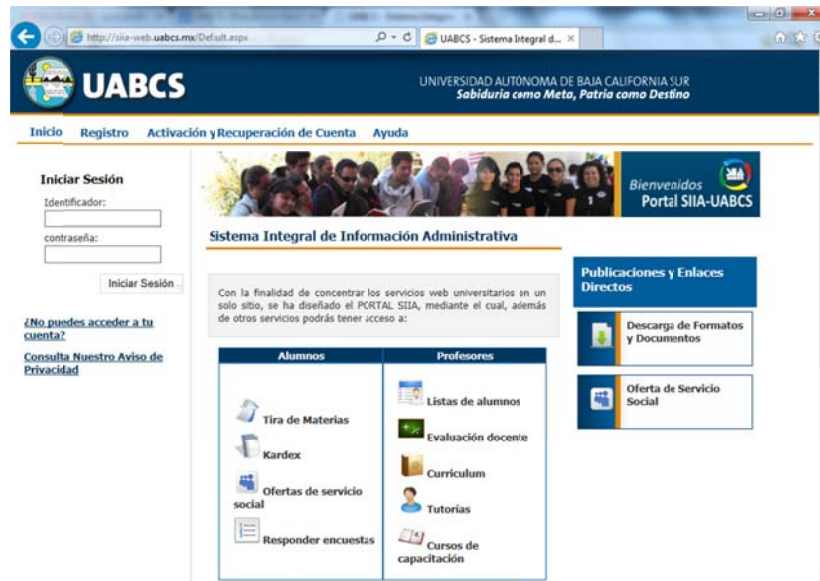 http://siia-web.uabcs.mx/Default.aspx
UABCS - Sistema Integral d...
UABCS
UNIVERSIDAD AUTÓNOMA DE BAJA CALIFORNIA SUR
Sabiduria como Meta, Patria como Destino
Inicio Registro Activación y Recuperación de Cuenta Ayuda
Iniciar Sesión
Identificador:
contraseña:
Iniciar Sesión
¿No puedes acceder a tu
cuenta?
Consulta Nuestro Aviso de
Privacidad
Bienvenidos
Portal SIIA-UABCS
Sistema Integral de Información Administrativa
Con la finalidad de concentrar los servicios web universitarios en un
solo sitio, se ha diseñado el PORTAL SIIA, mediante el cual, además
de otros servicios podrás tener acceso a:
Alumnos
Tira de Materias
Kardex
Ofertas de servicio
social
Responder encuestas
Profesores
Listas de alumnos
Evaluación docente
Curriculum
Tutorías
Cursos de
capacitación
Publicaciones y Enlaces
Directos
Descarga de Formatos
y Documentos
Oferta de Servicio
Social